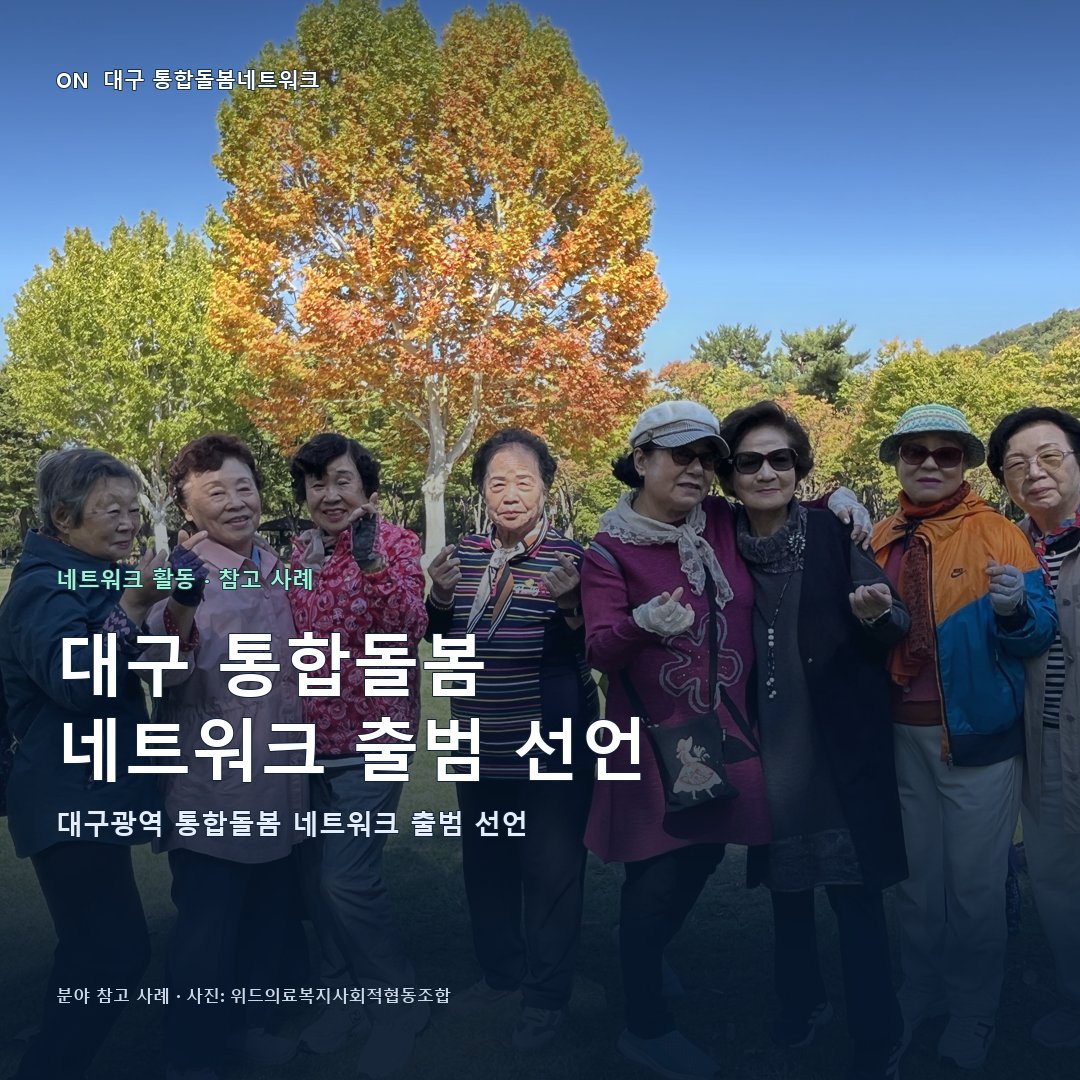 ON 대구 통합돌봄네트워크
네트워크 활동 · 참고 사례
대구 통합돌봄
네트워크 출범 선언
대구광역 통합돌봄 네트워크 출범 선언
분야 참고 사례 · 사진: 위드의료복지사회적협동조합